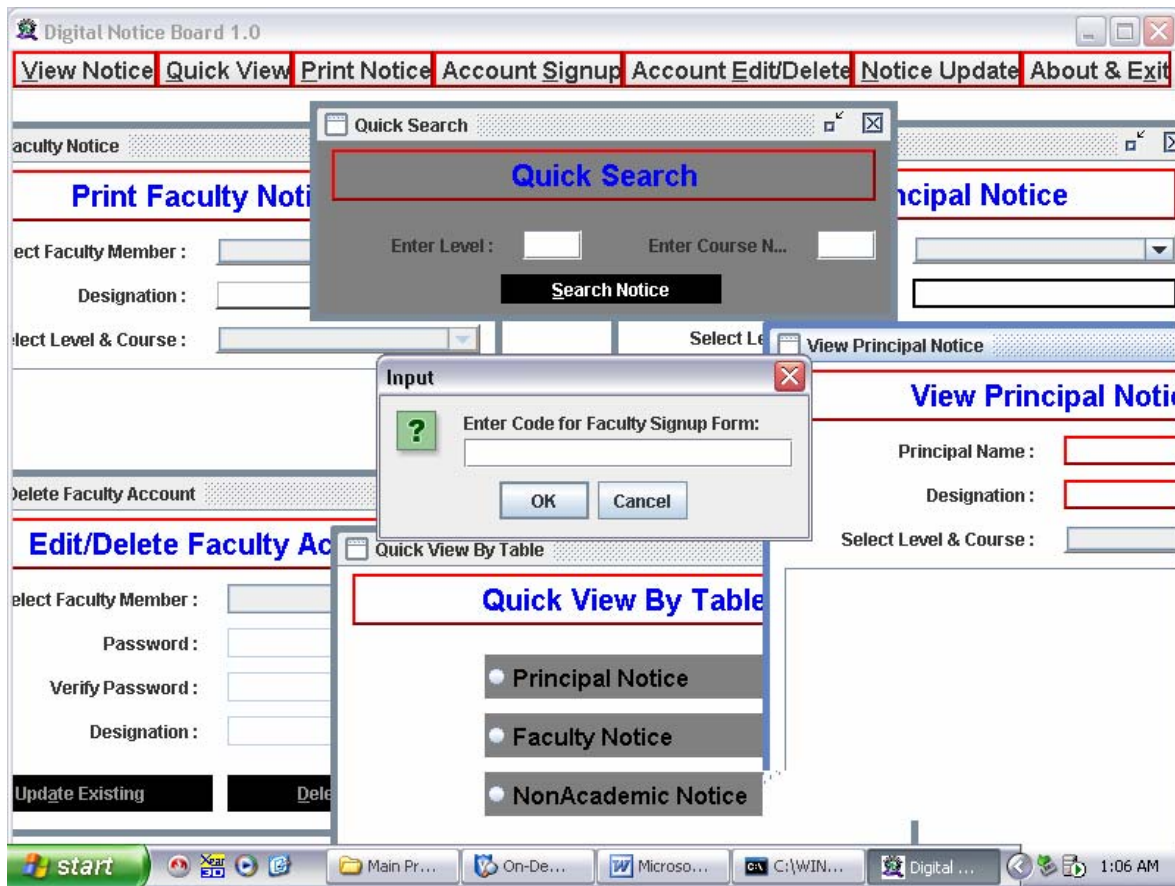 Digital Notice Board 1.0
View Notice Quick View Print Notice Account Signup Account Edit/Delete Notice Update About & Exit
Quick Search
aculty Notice
Quick Search
Print Faculty Noti
ncipal Notice
ect Faculty Member :
Enter Level :
Enter Course N...
Designation :
Search Notice
elect Level & Course :
Select Le
View Principal Notice
Input
View Principal Noti
Enter Code for Faculty Signup Form:
Principal Name :
Designation :
OK Cancel
Select Level & Course :
Delete Faculty Account
Edit/Delete Faculty Ac
Quick View By Table
elect Faculty Member :
Quick View By Table
Password :
Principal Notice
Verify Password :
Faculty Notice
Designation :
NonAcademic Notice
Update Existing
Dele
start
Main Pr...
On-De...
Microso...
C:\WIN...
Digital ...
1:06 AM